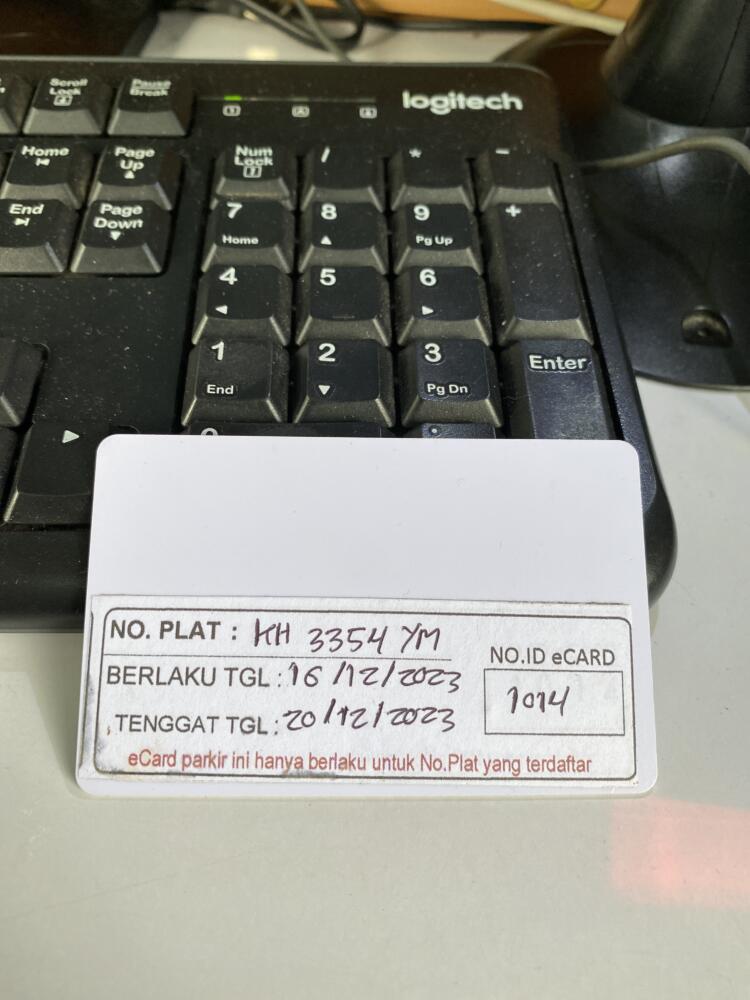 Scroll Lock
Pause Break
logitech
Home
Page Up
Num Lock
/
*
-
End
Page Down
7 Home
8
9 Pg Up
+
4
5
6
1 End
2
3 Pg Dn
Enter
NO. PLAT : KH 3354 YM
BERLAKU TGL : 16/12/2023
TENGGAT TGL : 20/12/2023
NO.ID eCARD
1014
eCard parkir ini hanya berlaku untuk No.Plat yang terdaftar